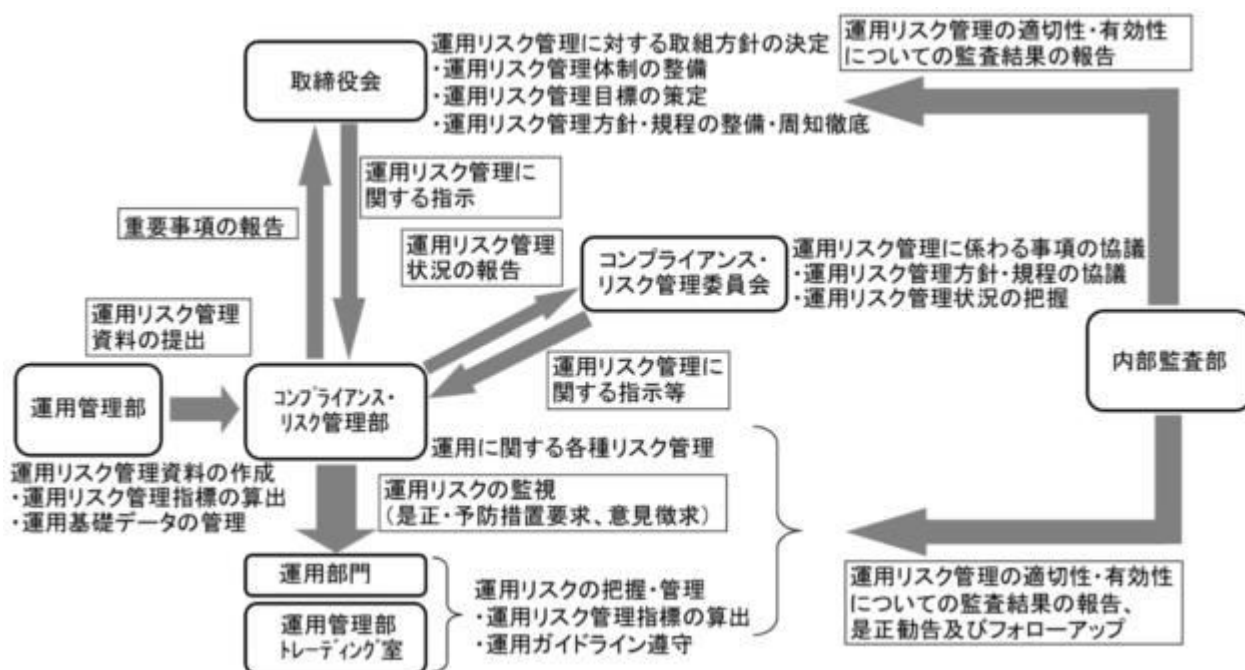 運用リスク管理に対する取組方針の決定
・運用リスク管理体制の整備
・運用リスク管理目標の策定
・運用リスク管理方針・規程の整備・周知徹底
取締役会
運用リスク管理の適切性・有効性
についての監査結果の報告
運用リスク管理に
関する指示
重要事項の報告
運用リスク管理
状況の報告
コンプライアンス・
リスク管理委員会
運用リスク管理に係わる事項の協議
・運用リスク管理方針・規程の協議
・運用リスク管理状況の把握
運用リスク管理
資料の提出
運用リスク管理に
関する指示等
内部監査部
運用管理部
コンプライアンス・
リスク管理部
運用に関する各種リスク管理
運用リスク管理資料の作成
・運用リスク管理指標の算出
・運用基礎データの管理
運用リスクの監視
(是正・予防措置要求、意見徴求)
運用部門
運用管理部
トレーディング室
運用リスクの把握・管理
・運用リスク管理指標の算出
・運用ガイドライン遵守
運用リスク管理の適切性・有効性
についての監査結果の報告、
是正勧告及びフォローアップ